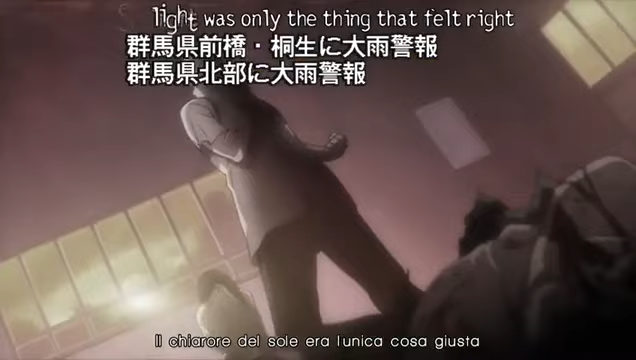 light was only the thing that felt right
群馬県前橋・桐生に大雨警報
群馬県北部に大雨警報
Il chiarore del sole era l'unica cosa giusta